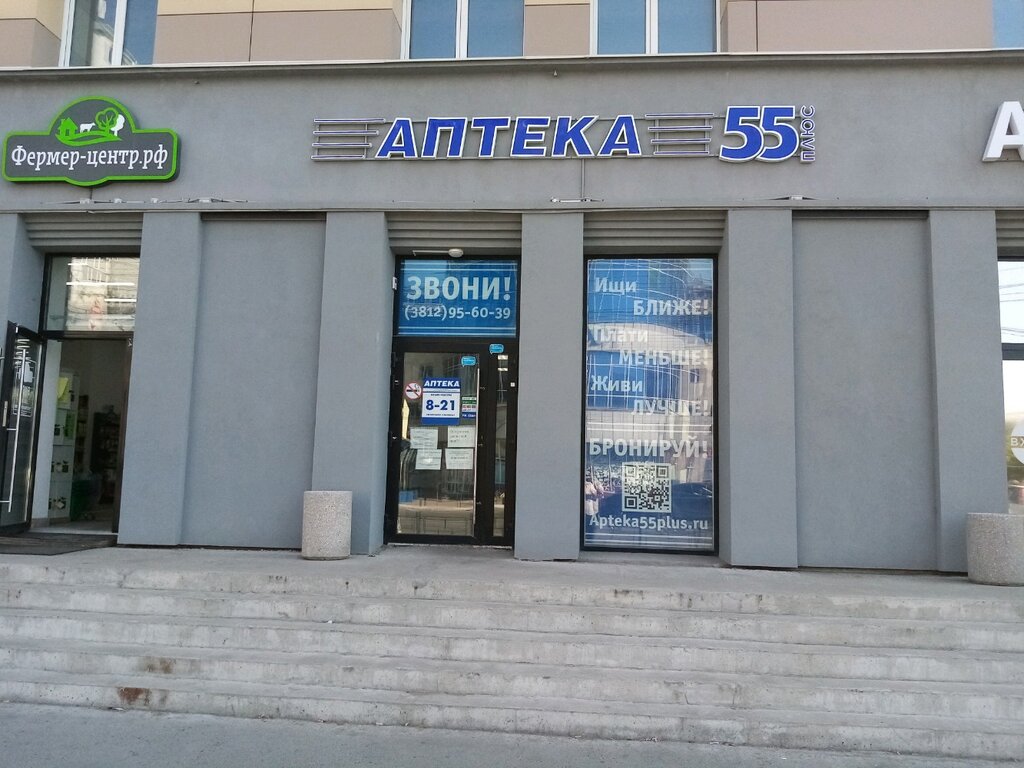 Фермер-центр.рф
АПТЕКА 55 ПЛЮС
А
ЗВОНИ!
(3812)95-60-39
АПТЕКА
8-21
Ищи
БЛИЖЕ!
Плати
МЕНЬШЕ!
Живи
ЛУЧШЕ!
БРОНИРУЙ!
Apteka55plus.ru